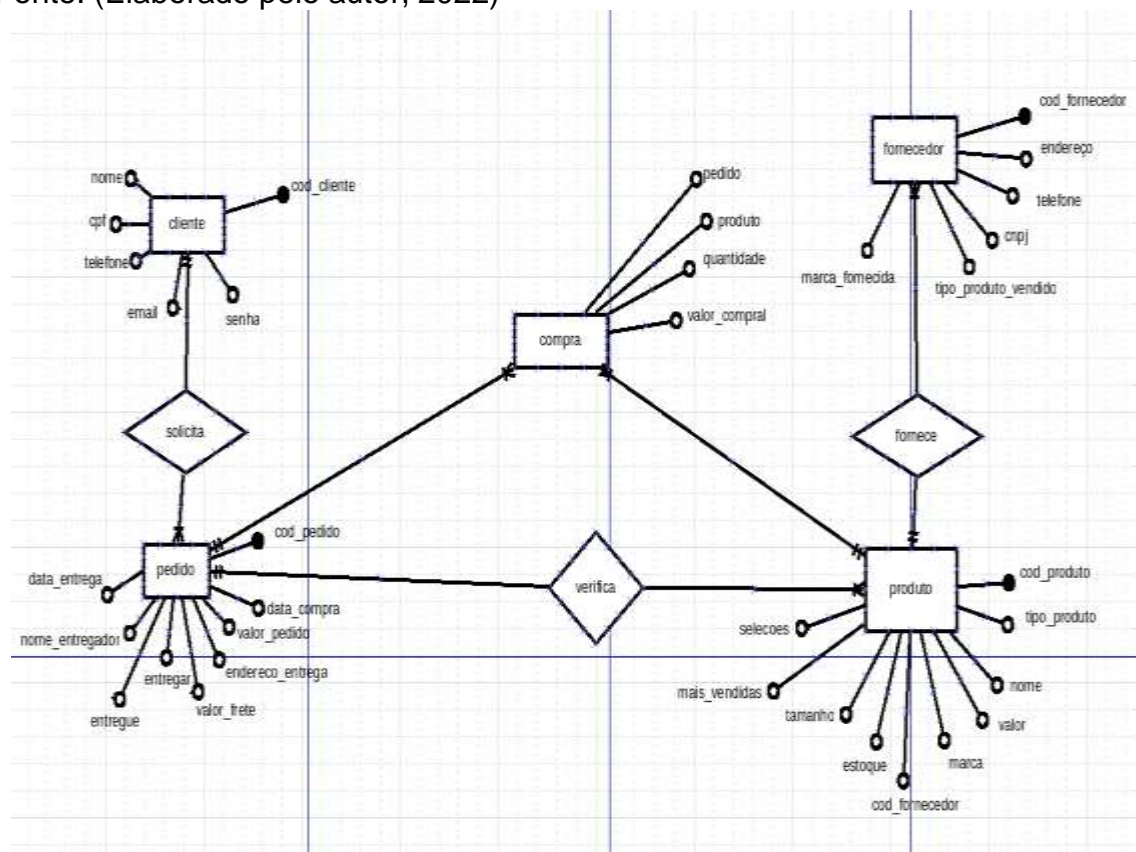 Fonte: (Elaborado pelo autor, 2022)
cod_fornecedor
fornecedor
endereço
telefone
cnpj
tipo_produto_vendido
marca_fornecida
nome
cod_cliente
cpf
cliente
telefone
email
senha
pedido
produto
quantidade
valor_compral
compra
solicita
fornece
cod_pedido
pedido
data_entrega
data_compra
nome_entregador
valor_pedido
endereco_entrega
entregar
valor_frete
entregue
verifica
cod_produto
produto
tipo_produto
selecoes
mais_vendidas
nome
tamanho
valor
estoque
marca
cod_fornecedor